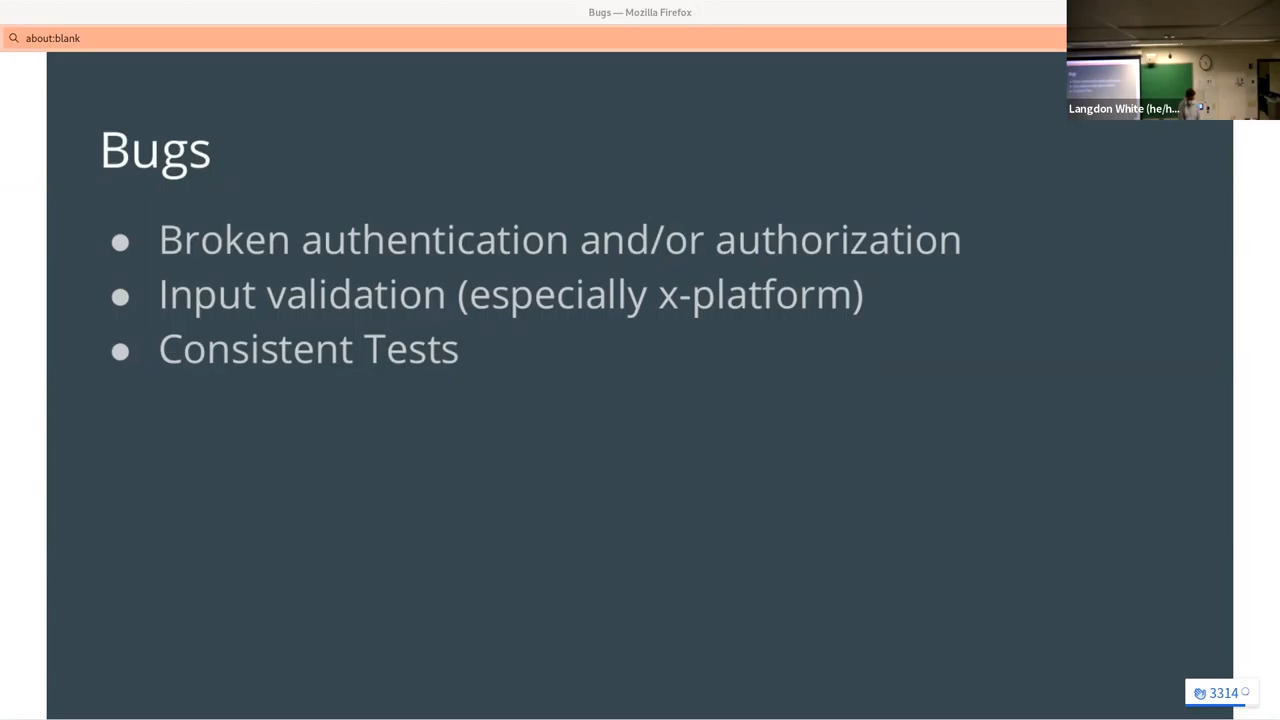 Bugs — Mozilla Firefox
about:blank
Langdon White (he/h...
Bugs
● Broken authentication and/or authorization
● Input validation (especially x-platform)
● Consistent Tests
3314